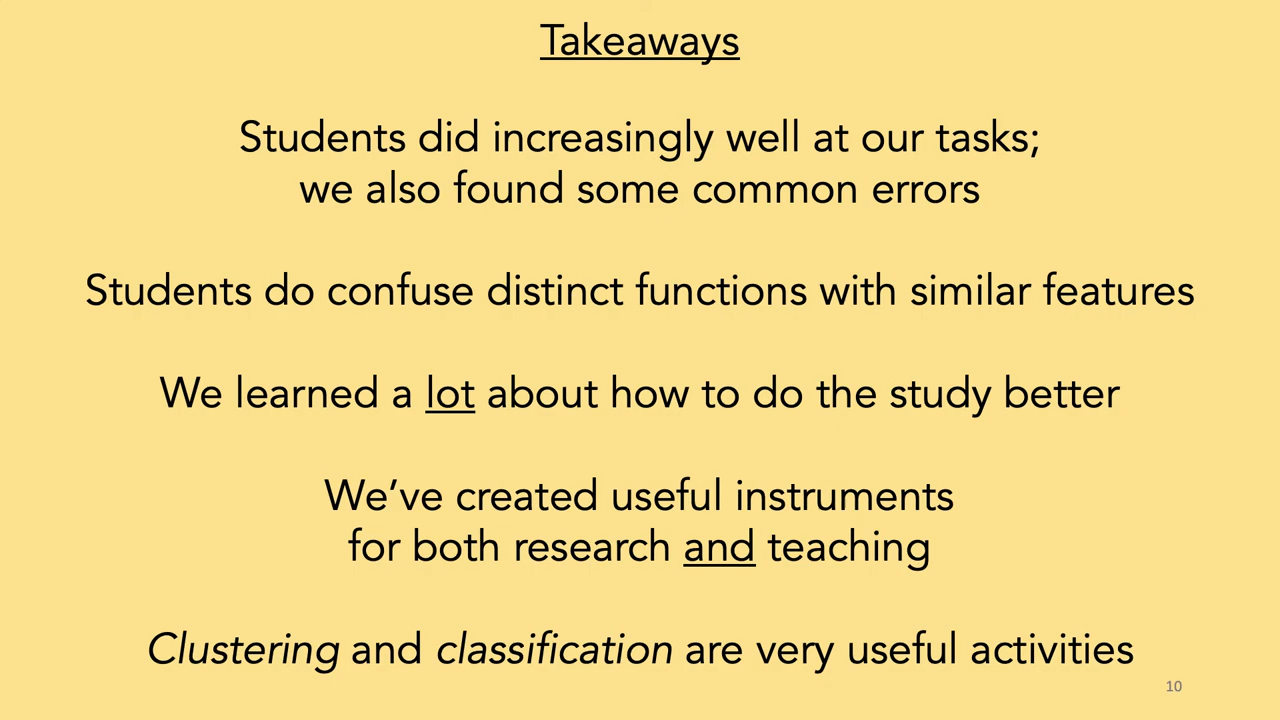 Takeaways
Students did increasingly well at our tasks;
we also found some common errors
Students do confuse distinct functions with similar features
We learned a lot about how to do the study better
We’ve created useful instruments
for both research and teaching
Clustering and classification are very useful activities
10